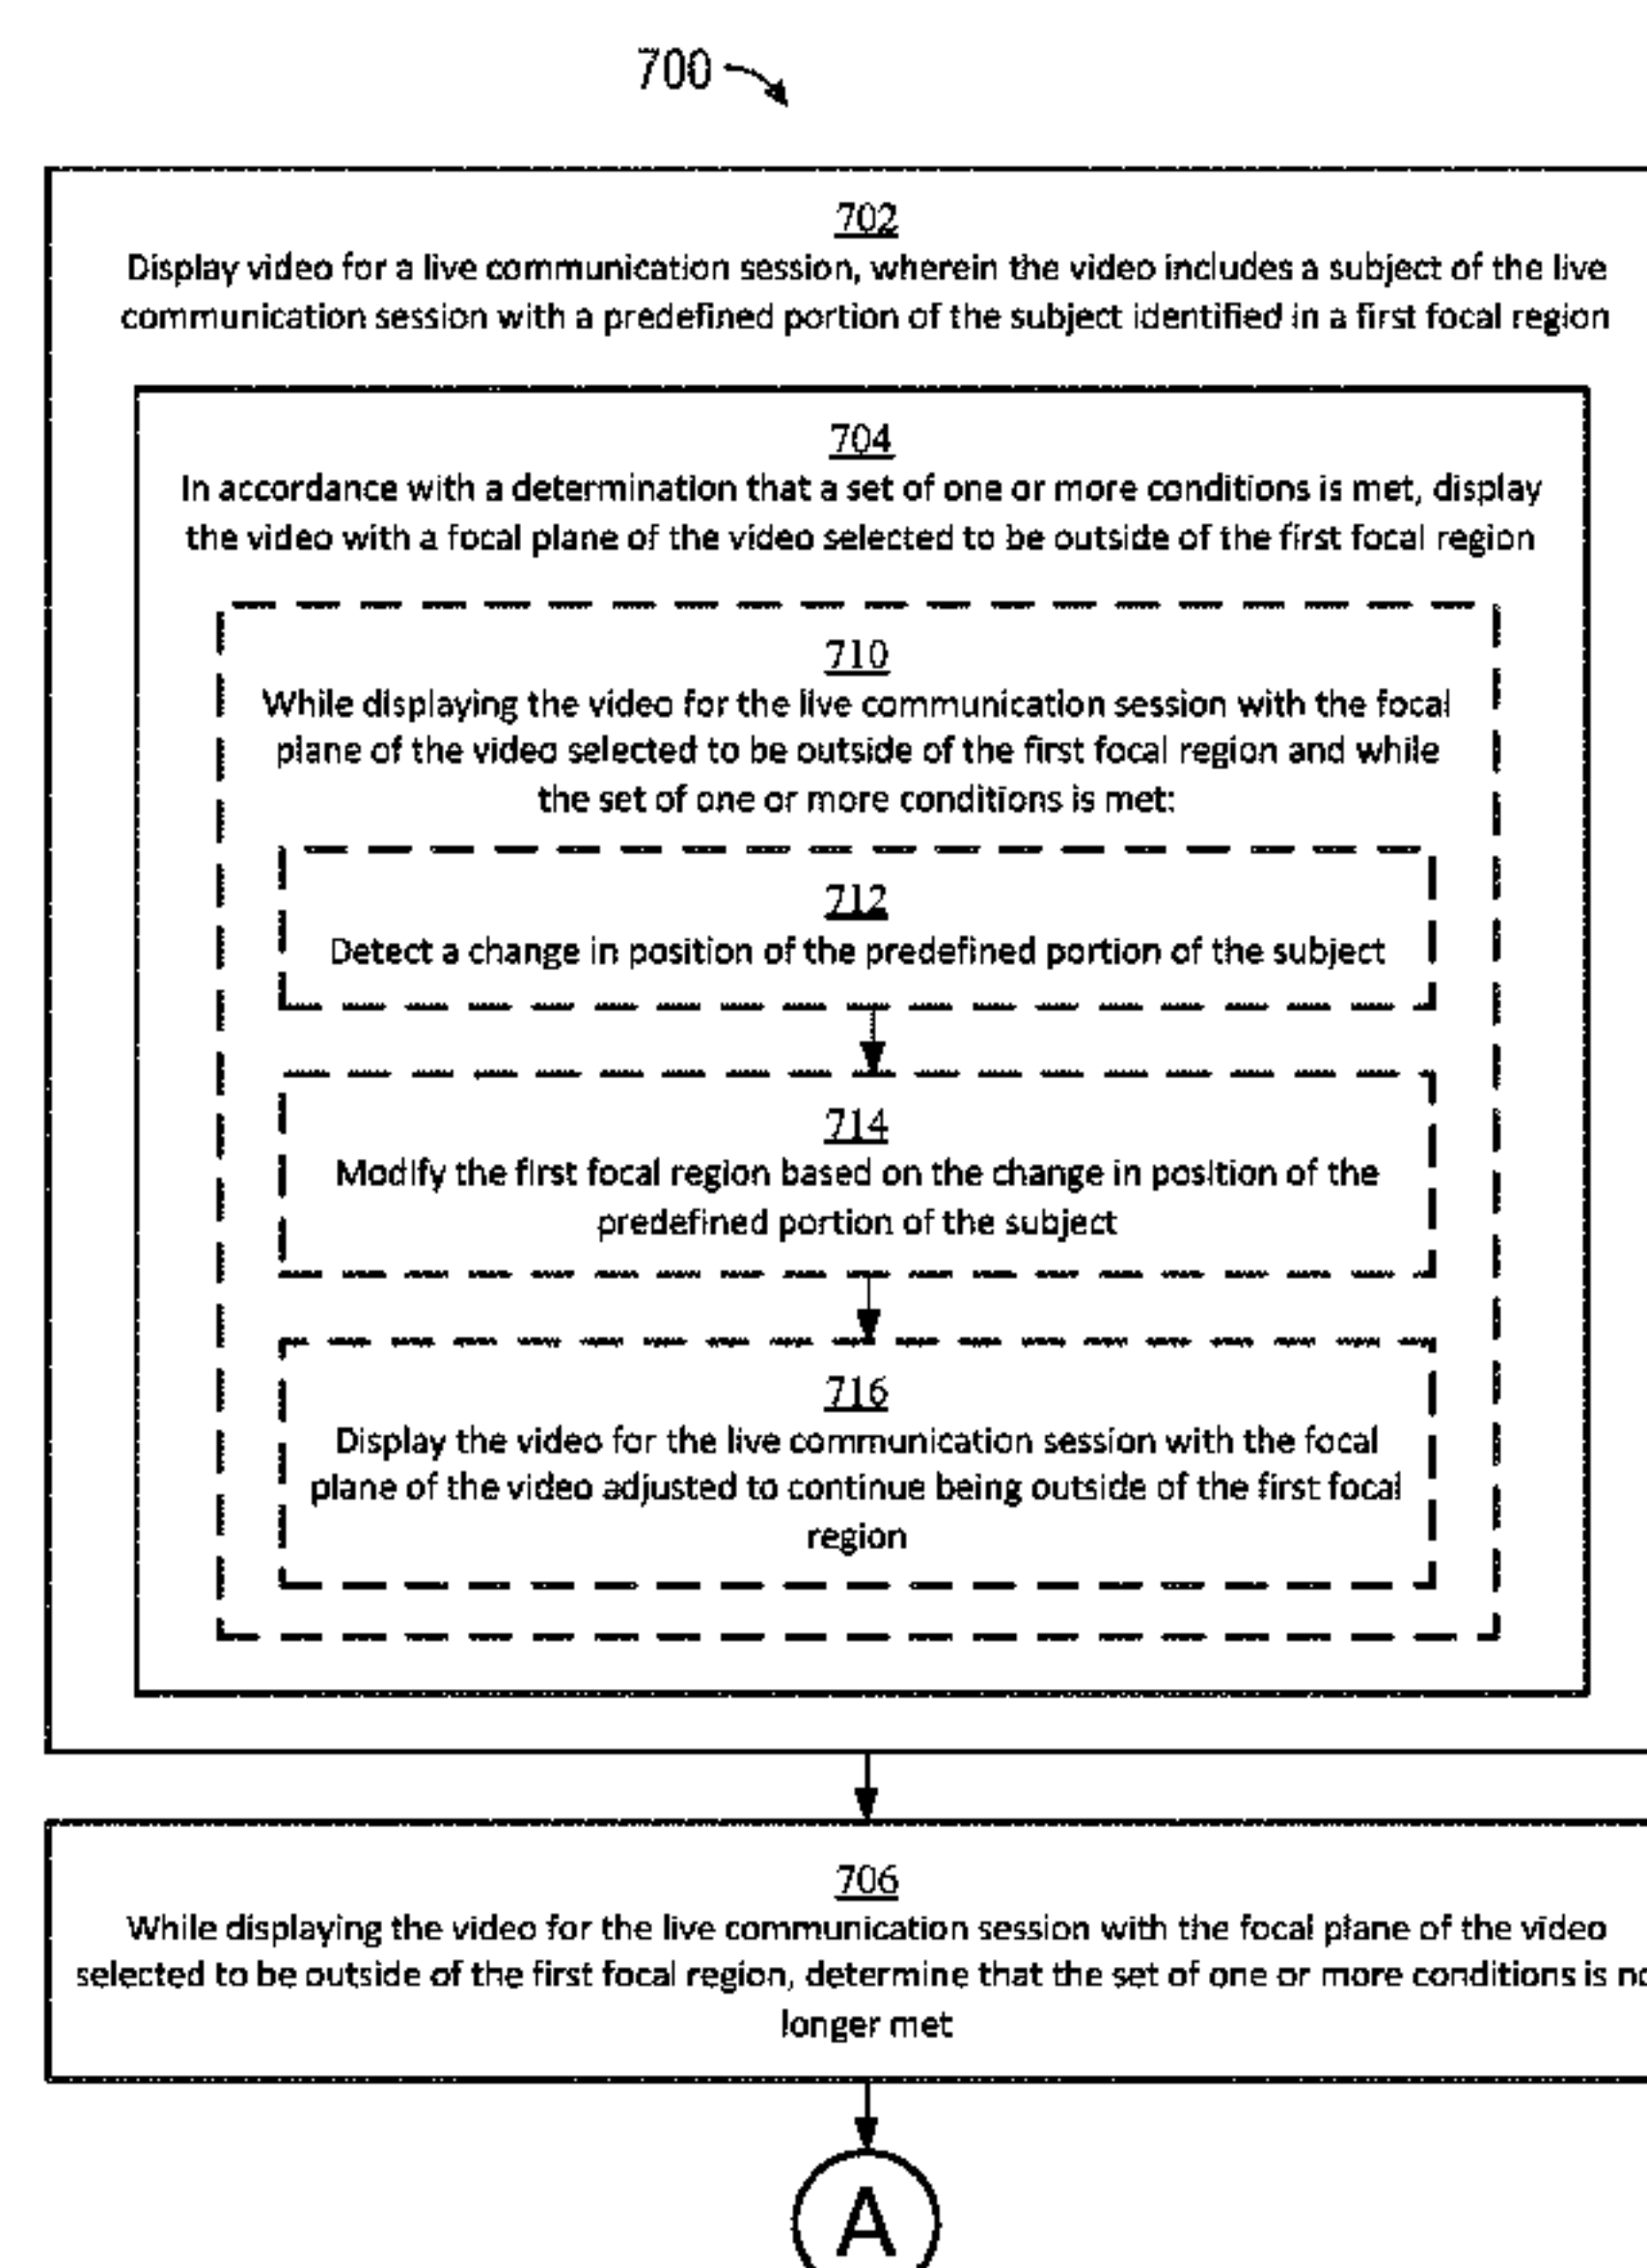 700
702
Display video for a live communication session, wherein the video includes a subject of the live
communication session with a predefined portion of the subject identified in a first focal region
704
In accordance with a determination that a set of one or more conditions is met, display
the video with a focal plane of the video selected to be outside of the first focal region
710
While displaying the video for the live communication session with the focal
plane of the video selected to be outside of the first focal region and while
the set of one or more conditions is met:
712
Detect a change in position of the predefined portion of the subject
714
Modify the first focal region based on the change in position of the
predefined portion of the subject
716
Display the video for the live communication session with the focal
plane of the video adjusted to continue being outside of the first focal
region
706
While displaying the video for the live communication session with the focal plane of the video
selected to be outside of the first focal region, determine that the set of one or more conditions is no
longer met
A